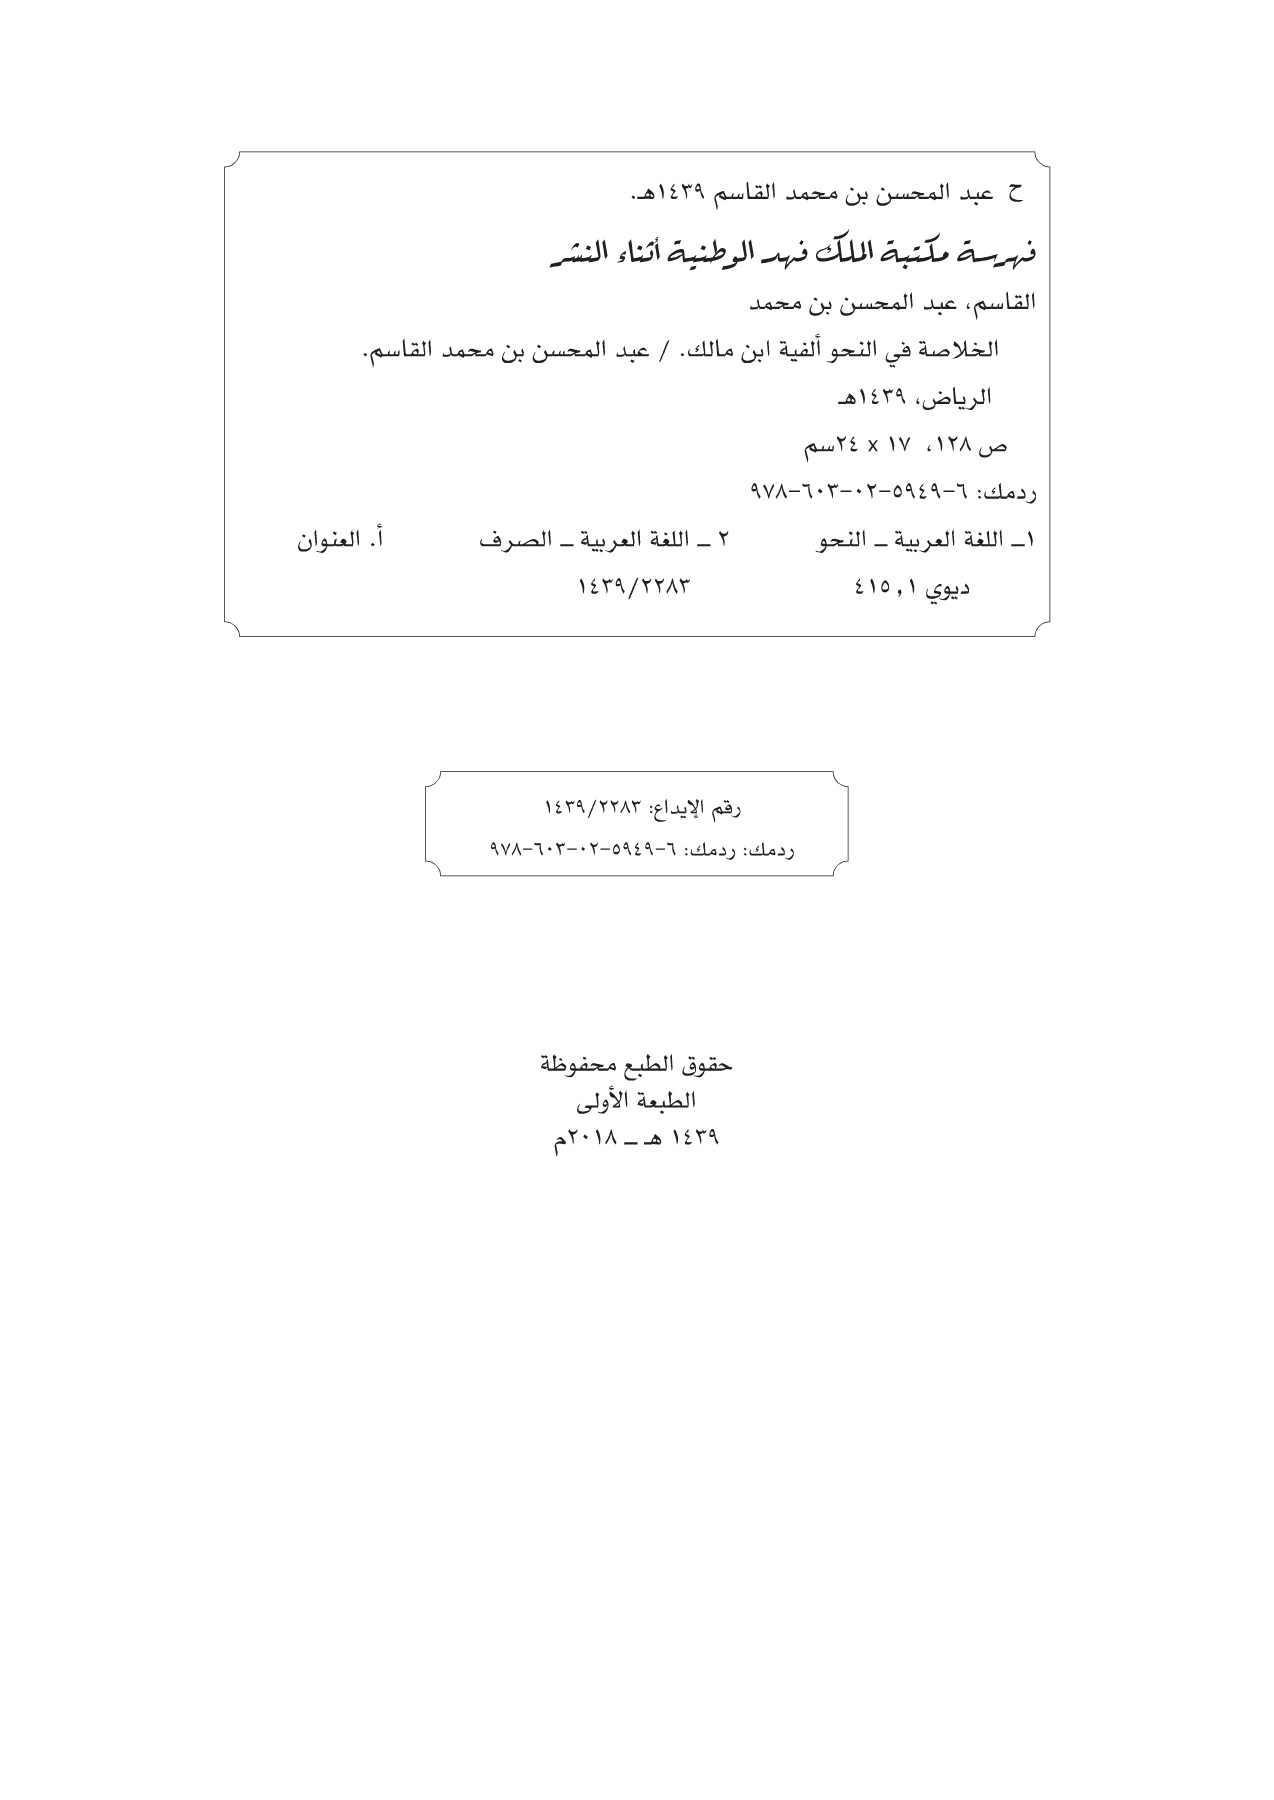 ح عبد المحسن بن محمد القاسم ١٤٣٩هـ.
فهرسة مكتبة الملك فهد الوطنية أثناء النشر
القاسم، عبد المحسن بن محمد
الخلاصة في النحو ألفية ابن مالك. / عبد المحسن بن محمد القاسم.
الرياض، ١٤٣٩هـ
ص ١٢٨، ١٧ x ٢٤سم
ردمك: ٦-٥٩٤٩-٠٢-٦٠٣-٩٧٨
١ـ اللغة العربية ـ النحو ٢ ـ اللغة العربية ـ الصرف أ. العنوان
ديوي ٤١٥,١ ١٤٣٩/٢٢٨٣
رقم الإيداع: ١٤٣٩/٢٢٨٣
ردمك: ردمك: ٦-٥٩٤٩-٠٢-٦٠٣-٩٧٨
حقوق الطبع محفوظة
الطبعة الأولى
١٤٣٩ هـ ـ ٢٠١٨م